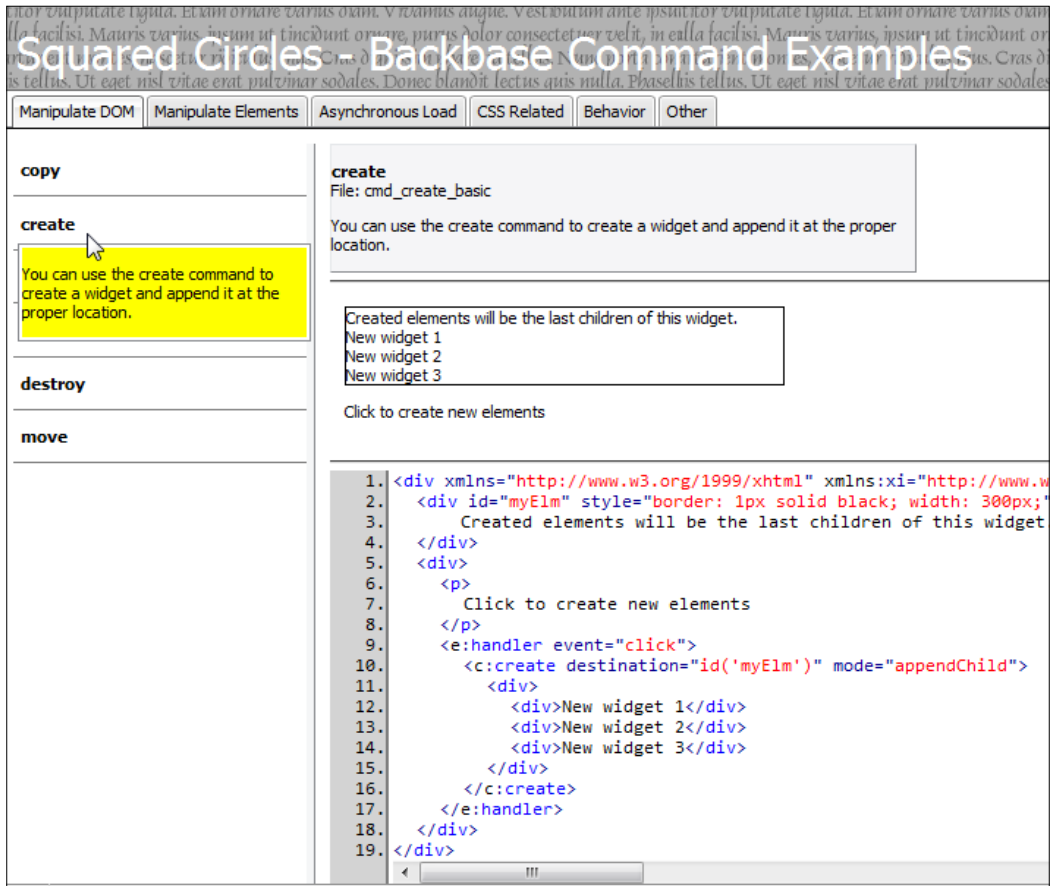 Squared Circles - Backbase Command Examples
Manipulate DOM Manipulate Elements Asynchronous Load CSS Related Behavior Other
copy
create
You can use the create command to
create a widget and append it at the
proper location.
destroy
move
create
File: cmd_create_basic
You can use the create command to create a widget and append it at the proper
location.
Created elements will be the last children of this widget.
New widget 1
New widget 2
New widget 3
Click to create new elements
1. <div xmlns="http://www.w3.org/1999/xhtml" xmlns:xi="http://www.w
2. <div id="myElm" style="border: 1px solid black; width: 300px;"
3. Created elements will be the last children of this widget
4. </div>
5. <div>
6. <p>
7. Click to create new elements
8. </p>
9. <e:handler event="click">
10. <c:create destination="id('myElm')" mode="appendChild">
11. <div>
12. <div>New widget 1</div>
13. <div>New widget 2</div>
14. <div>New widget 3</div>
15. </div>
16. </c:create>
17. </e:handler>
18. </div>
19. </div>